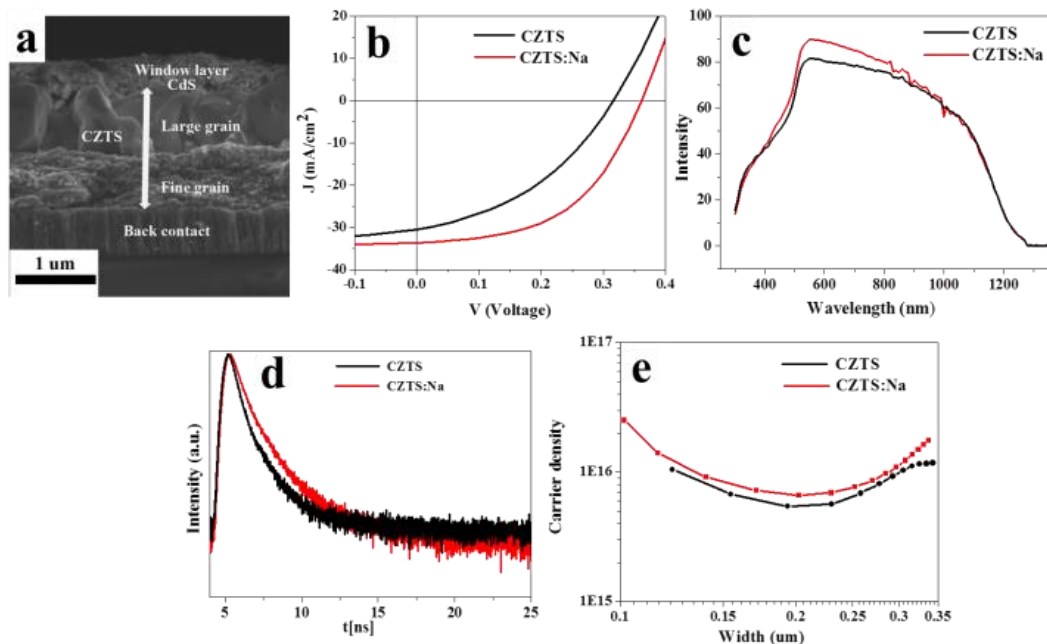 a
Window layer
CdS
CZTS
Large grain
Fine grain
Back contact
1 um
b
CZTS
CZTS:Na
J (mA/cm²)
20
10
0
-10
-20
-30
-40
-0.1
0.0
0.1
0.2
0.3
0.4
V (Voltage)
c
CZTS
CZTS:Na
Intensity
100
80
60
40
20
0
400
600
800
1000
1200
Wavelength (nm)
d
CZTS
CZTS:Na
Intensity (a.u.)
5
10
15
20
25
t[ns]
e
CZTS
CZTS:Na
Carrier density
1E17
1E16
1E15
0.1
0.15
0.2
0.25
0.3
0.35
Width (um)